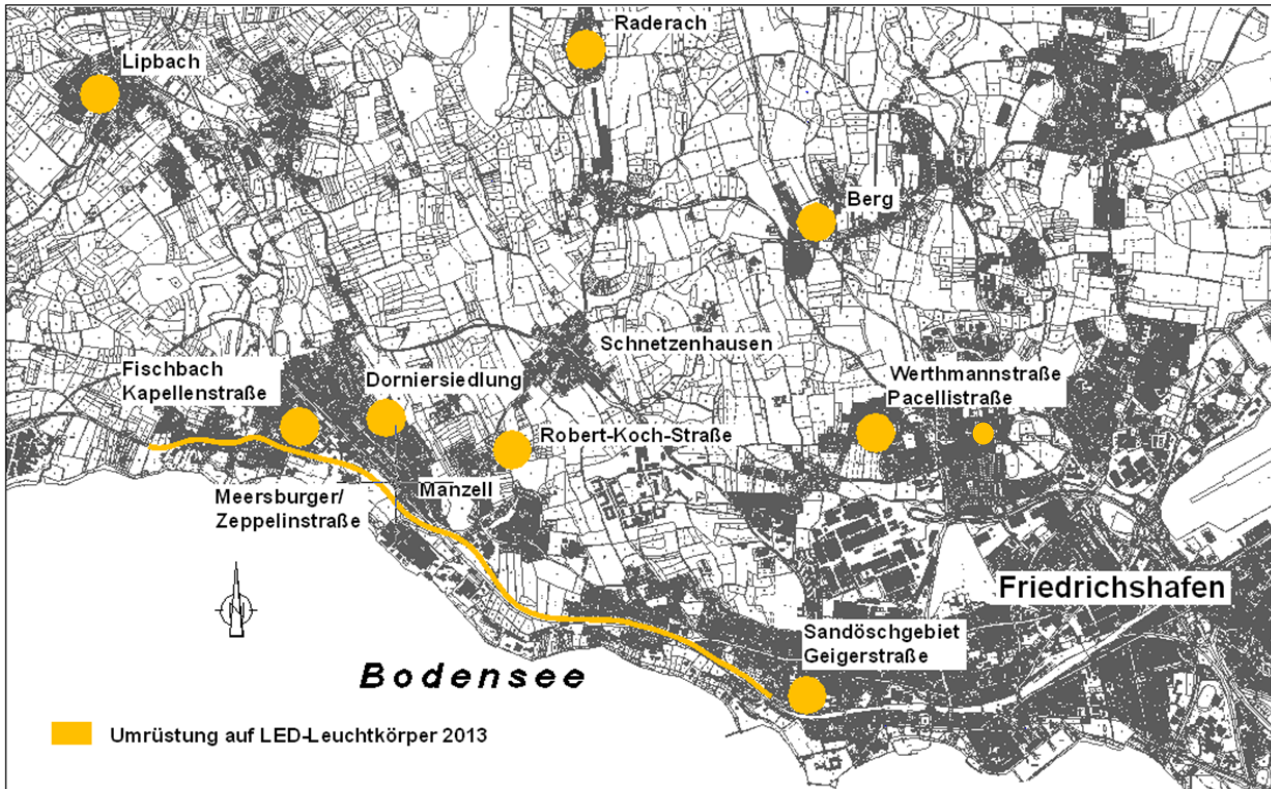 Raderach
Lipbach
Berg
Schnetzenhausen
Fischbach
Kapellenstraße
Dorniersiedlung
Werthmannstraße
Pacellistraße
Robert-Koch-Straße
Meersburger/
Zeppelinstraße
Manzell
N
Friedrichshafen
Sandöschgebiet
Geigerstraße
Bodensee
Umrüstung auf LED-Leuchtkörper 2013